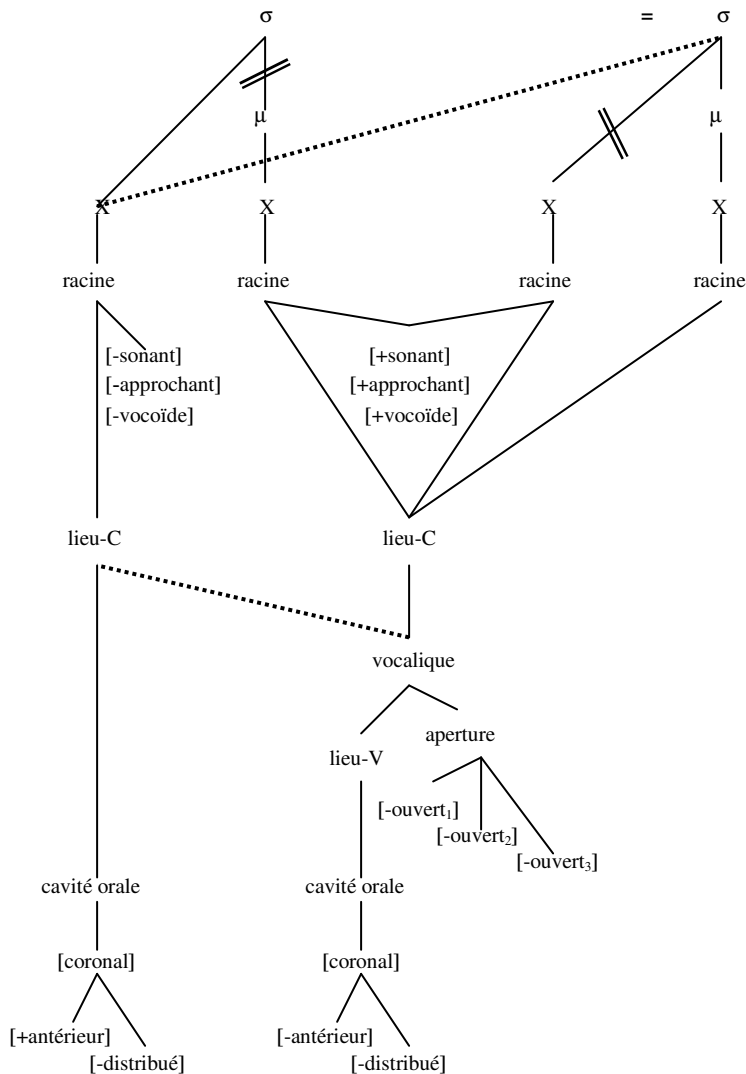 σ = σ
μ μ
X X X X
racine racine racine racine
[-sonant] [+sonant]
[-approchant] [+approchant]
[-vocoïde] [+vocoïde]
lieu-C lieu-C
vocalique
aperture
lieu-V
[-ouvert₁]
[-ouvert₂]
[-ouvert₃]
cavité orale cavité orale
[coronal] [coronal]
[+antérieur] [-antérieur]
[-distribué] [-distribué]